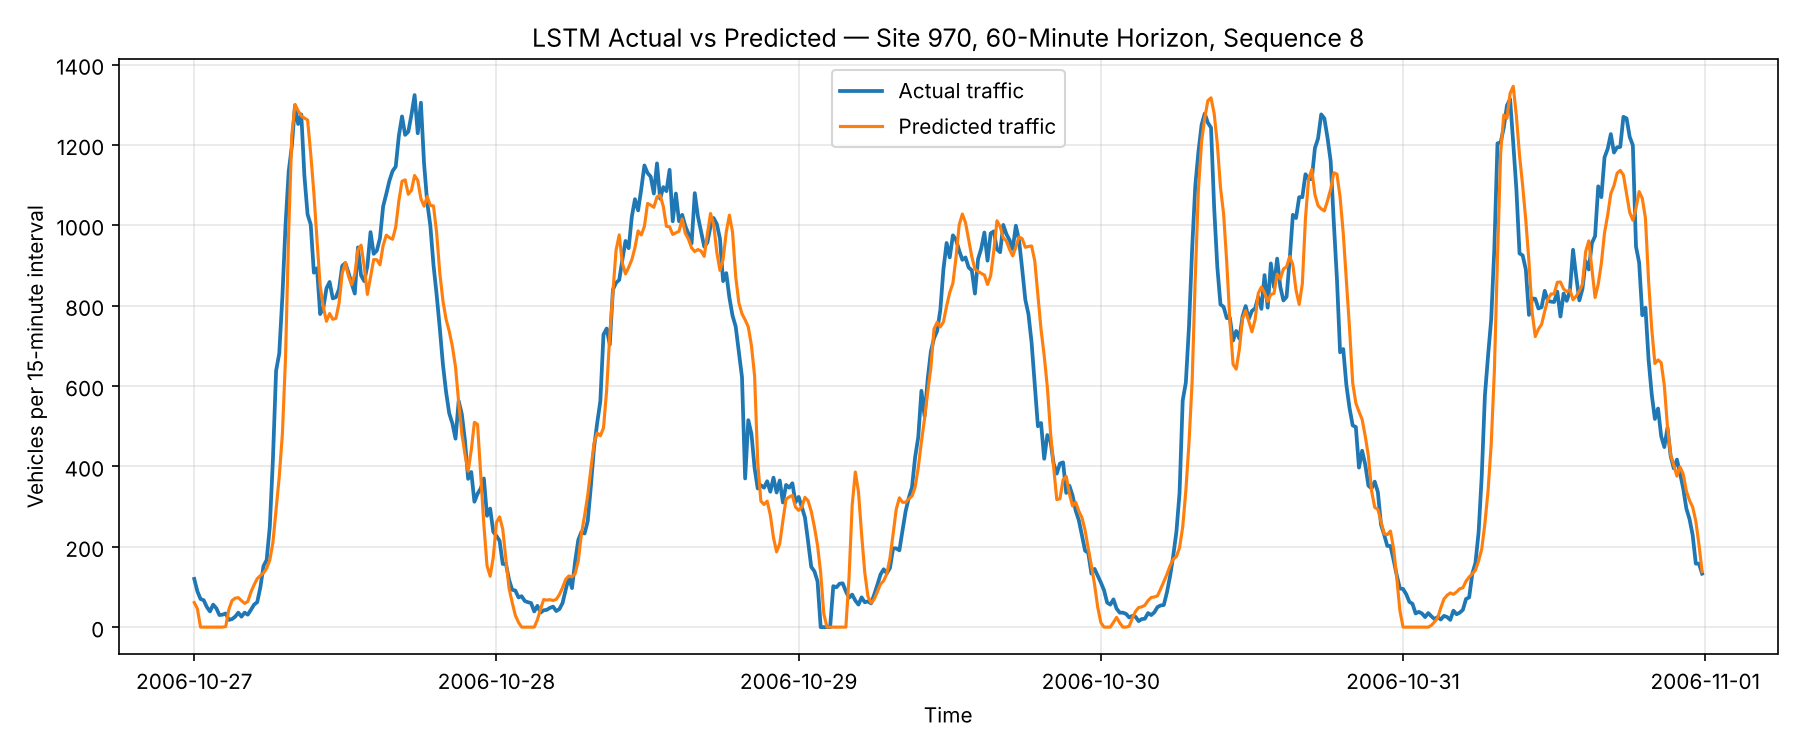 LSTM Actual vs Predicted — Site 970, 60-Minute Horizon, Sequence 8
Actual traffic
Predicted traffic
Vehicles per 15-minute interval
1400
1200
1000
800
600
400
200
0
2006-10-27
2006-10-28
2006-10-29
2006-10-30
2006-10-31
2006-11-01
Time